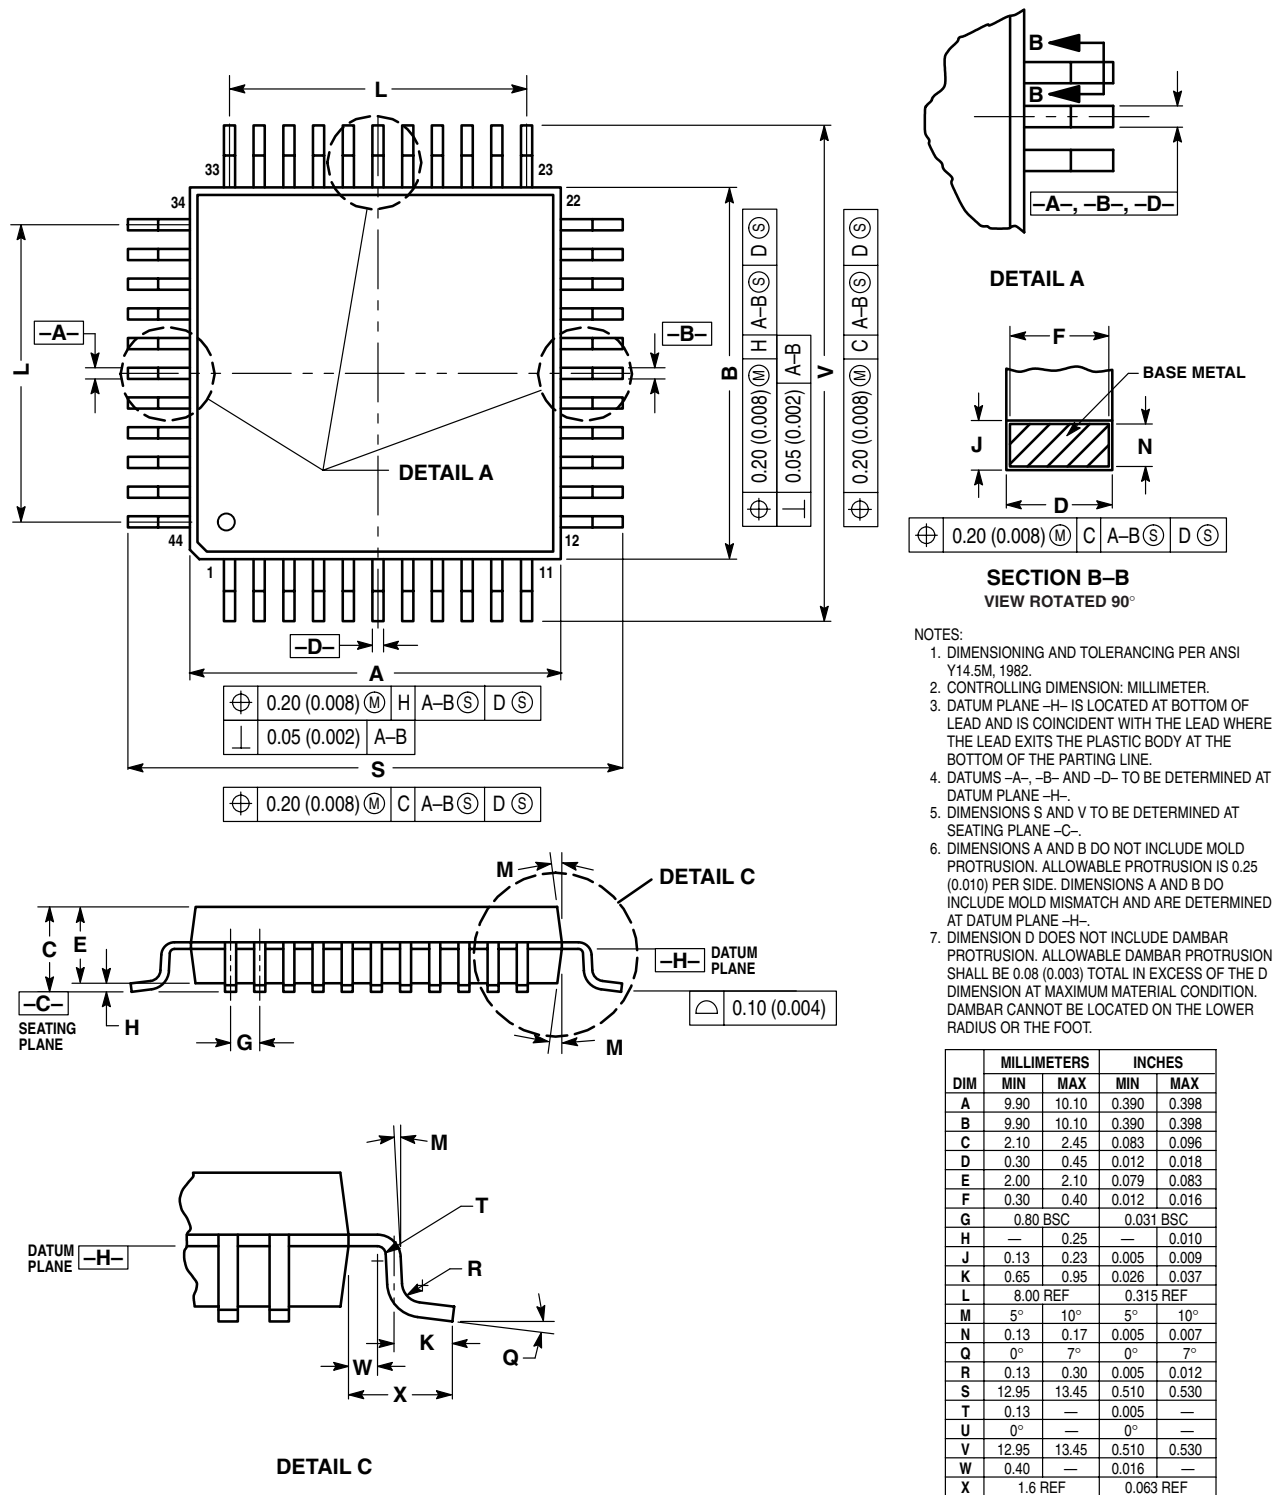 L
33
23
34
22
–A–
–B–
L
B
V
DETAIL A
44
12
1
11
–D–
A
0.20 (0.008) Ⓜ H A–B Ⓢ D Ⓢ
0.05 (0.002) A–B
S
0.20 (0.008) Ⓜ C A–B Ⓢ D Ⓢ
0.20 (0.008) Ⓜ H A–B Ⓢ D Ⓢ
0.05 (0.002) A–B
0.20 (0.008) Ⓜ C A–B Ⓢ D Ⓢ
B
B
–A–, –B–, –D–
DETAIL A
F
BASE METAL
J
N
D
0.20 (0.008) Ⓜ C A–B Ⓢ D Ⓢ
SECTION B–B
VIEW ROTATED 90°
M
DETAIL C
C
E
–H– DATUM
PLANE
–C–
SEATING
PLANE
H
G
M
0.10 (0.004)
M
T
DATUM
PLANE –H–
R
K
W
Q
X
DETAIL C
NOTES:
1. DIMENSIONING AND TOLERANCING PER ANSI
Y14.5M, 1982.
2. CONTROLLING DIMENSION: MILLIMETER.
3. DATUM PLANE –H– IS LOCATED AT BOTTOM OF
LEAD AND IS COINCIDENT WITH THE LEAD WHERE
THE LEAD EXITS THE PLASTIC BODY AT THE
BOTTOM OF THE PARTING LINE.
4. DATUMS –A–, –B– AND –D– TO BE DETERMINED AT
DATUM PLANE –H–.
5. DIMENSIONS S AND V TO BE DETERMINED AT
SEATING PLANE –C–.
6. DIMENSIONS A AND B DO NOT INCLUDE MOLD
PROTRUSION. ALLOWABLE PROTRUSION IS 0.25
(0.010) PER SIDE. DIMENSIONS A AND B DO
INCLUDE MOLD MISMATCH AND ARE DETERMINED
AT DATUM PLANE –H–.
7. DIMENSION D DOES NOT INCLUDE DAMBAR
PROTRUSION. ALLOWABLE DAMBAR PROTRUSION
SHALL BE 0.08 (0.003) TOTAL IN EXCESS OF THE D
DIMENSION AT MAXIMUM MATERIAL CONDITION.
DAMBAR CANNOT BE LOCATED ON THE LOWER
RADIUS OR THE FOOT.
MILLIMETERS INCHES
DIM MIN MAX MIN MAX
A 9.90 10.10 0.390 0.398
B 9.90 10.10 0.390 0.398
C 2.10 2.45 0.083 0.096
D 0.30 0.45 0.012 0.018
E 2.00 2.10 0.079 0.083
F 0.30 0.40 0.012 0.016
G 0.80 BSC 0.031 BSC
H — 0.25 — 0.010
J 0.13 0.23 0.005 0.009
K 0.65 0.95 0.026 0.037
L 8.00 REF 0.315 REF
M 5° 10° 5° 10°
N 0.13 0.17 0.005 0.007
Q 0° 7° 0° 7°
R 0.13 0.30 0.005 0.012
S 12.95 13.45 0.510 0.530
T 0.13 — 0.005 —
U 0° — 0° —
V 12.95 13.45 0.510 0.530
W 0.40 — 0.016 —
X 1.6 REF 0.063 REF